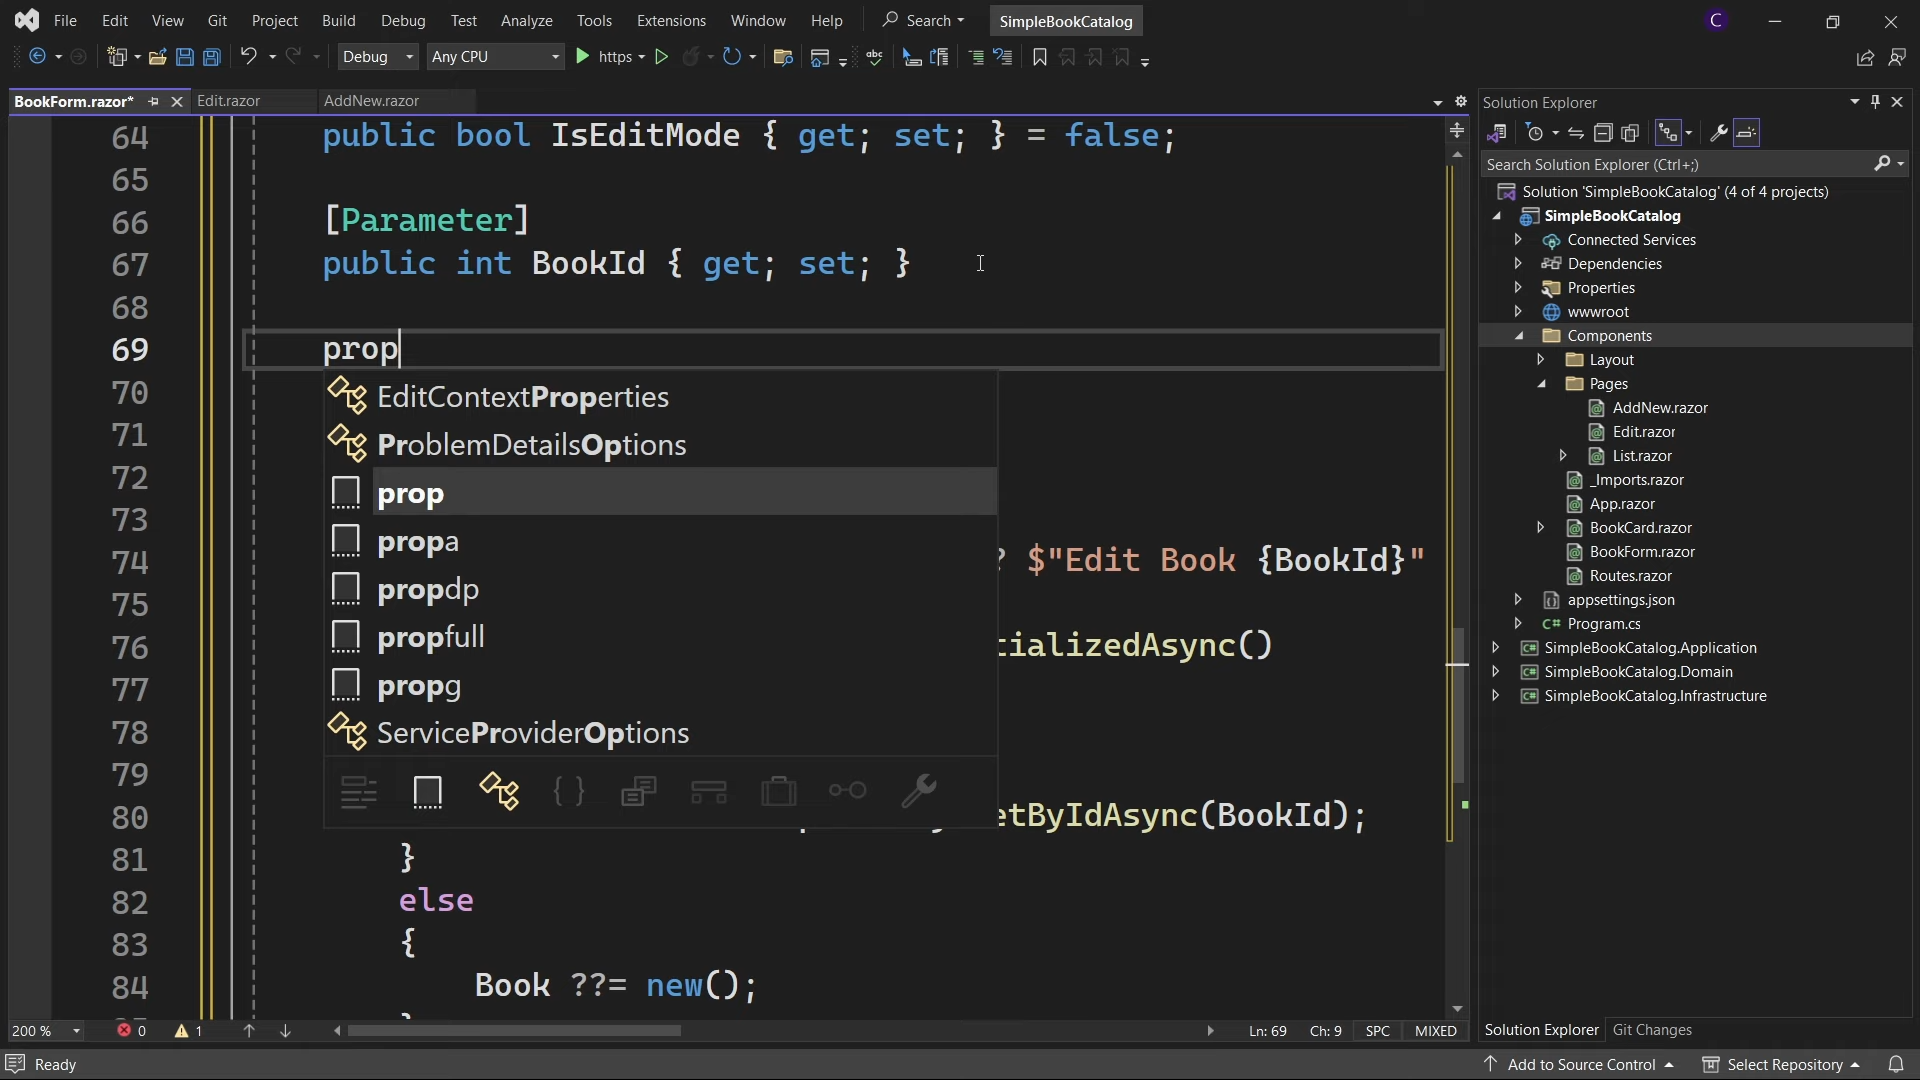 File Edit View Git Project Build Debug Test Analyze Tools Extensions Window Help Search SimpleBookCatalog C
Debug Any CPU https
BookForm.razor* Edit.razor AddNew.razor
64 public bool IsEditMode { get; set; } = false;
65
66 [Parameter]
67 public int BookId { get; set; }
68
69 prop
70 EditContextProperties
71 ProblemDetailsOptions
72 prop
73 propa
74 ? $"Edit Book {BookId}"
75 propdp
76 propfull tializedAsync()
77 propg
78 ServiceProviderOptions
79
80 etByIdAsync(BookId);
81 }
82 else
83 {
84 Book ??= new();
200 % 0 1 Ln: 69 Ch: 9 SPC MIXED
Solution Explorer
Search Solution Explorer (Ctrl+;)
Solution 'SimpleBookCatalog' (4 of 4 projects)
SimpleBookCatalog
Connected Services
Dependencies
Properties
wwwroot
Components
Layout
Pages
AddNew.razor
Edit.razor
List.razor
_Imports.razor
App.razor
BookCard.razor
BookForm.razor
Routes.razor
appsettings.json
C# Program.cs
C# SimpleBookCatalog.Application
C# SimpleBookCatalog.Domain
C# SimpleBookCatalog.Infrastructure
Solution Explorer Git Changes
Ready Add to Source Control Select Repository